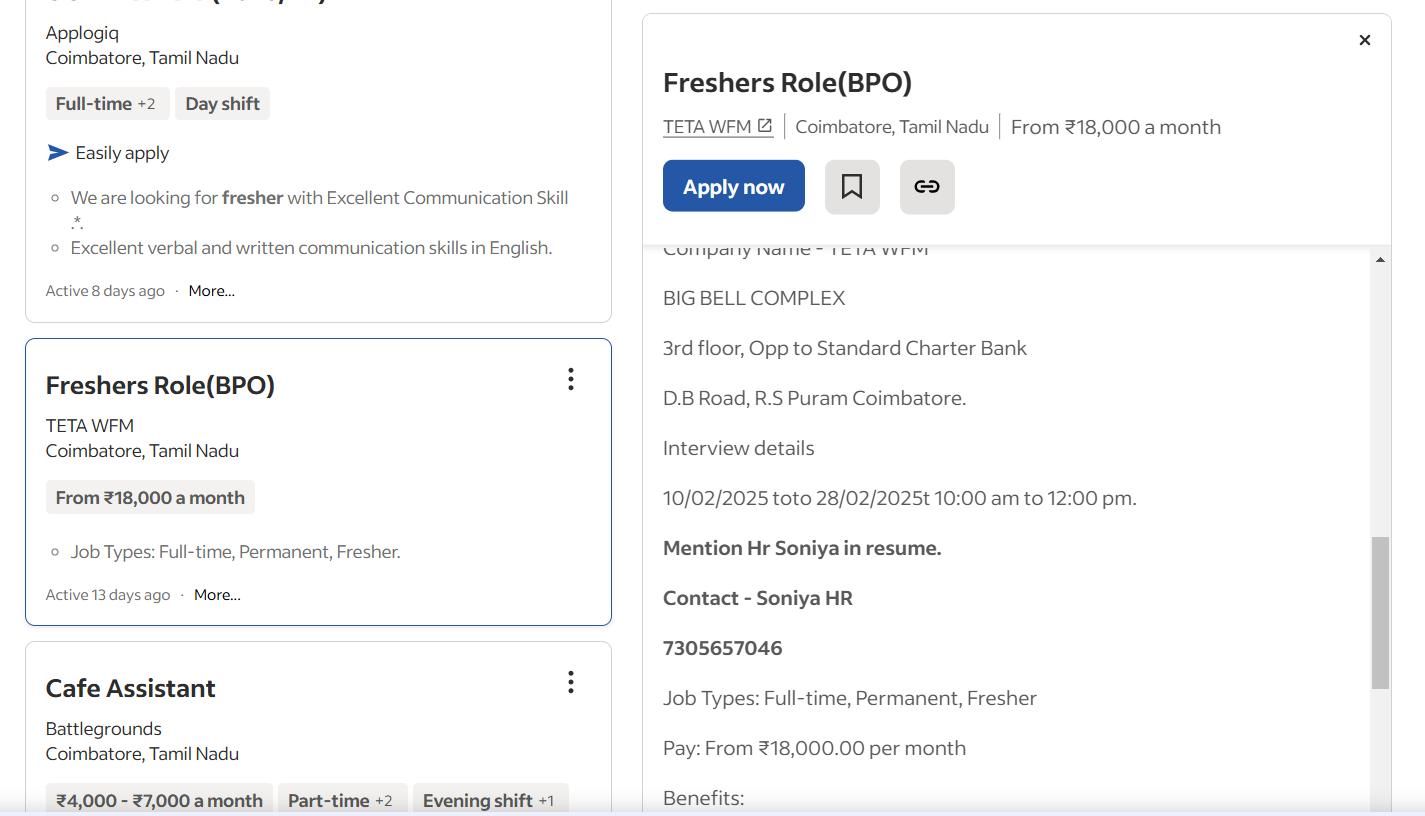 Applogiq
Coimbatore, Tamil Nadu
Full-time +2 Day shift
Easily apply
We are looking for fresher with Excellent Communication Skill
.*.
Excellent verbal and written communication skills in English.
Active 8 days ago · More...
Freshers Role(BPO)
TETA WFM
Coimbatore, Tamil Nadu
From ₹18,000 a month
Job Types: Full-time, Permanent, Fresher.
Active 13 days ago · More...
Cafe Assistant
Battlegrounds
Coimbatore, Tamil Nadu
₹4,000 - ₹7,000 a month Part-time +2 Evening shift +1
Freshers Role(BPO)
TETA WFM Coimbatore, Tamil Nadu From ₹18,000 a month
Apply now
Company Name - TETA WFM
BIG BELL COMPLEX
3rd floor, Opp to Standard Charter Bank
D.B Road, R.S Puram Coimbatore.
Interview details
10/02/2025 toto 28/02/2025t 10:00 am to 12:00 pm.
Mention Hr Soniya in resume.
Contact - Soniya HR
7305657046
Job Types: Full-time, Permanent, Fresher
Pay: From ₹18,000.00 per month
Benefits: